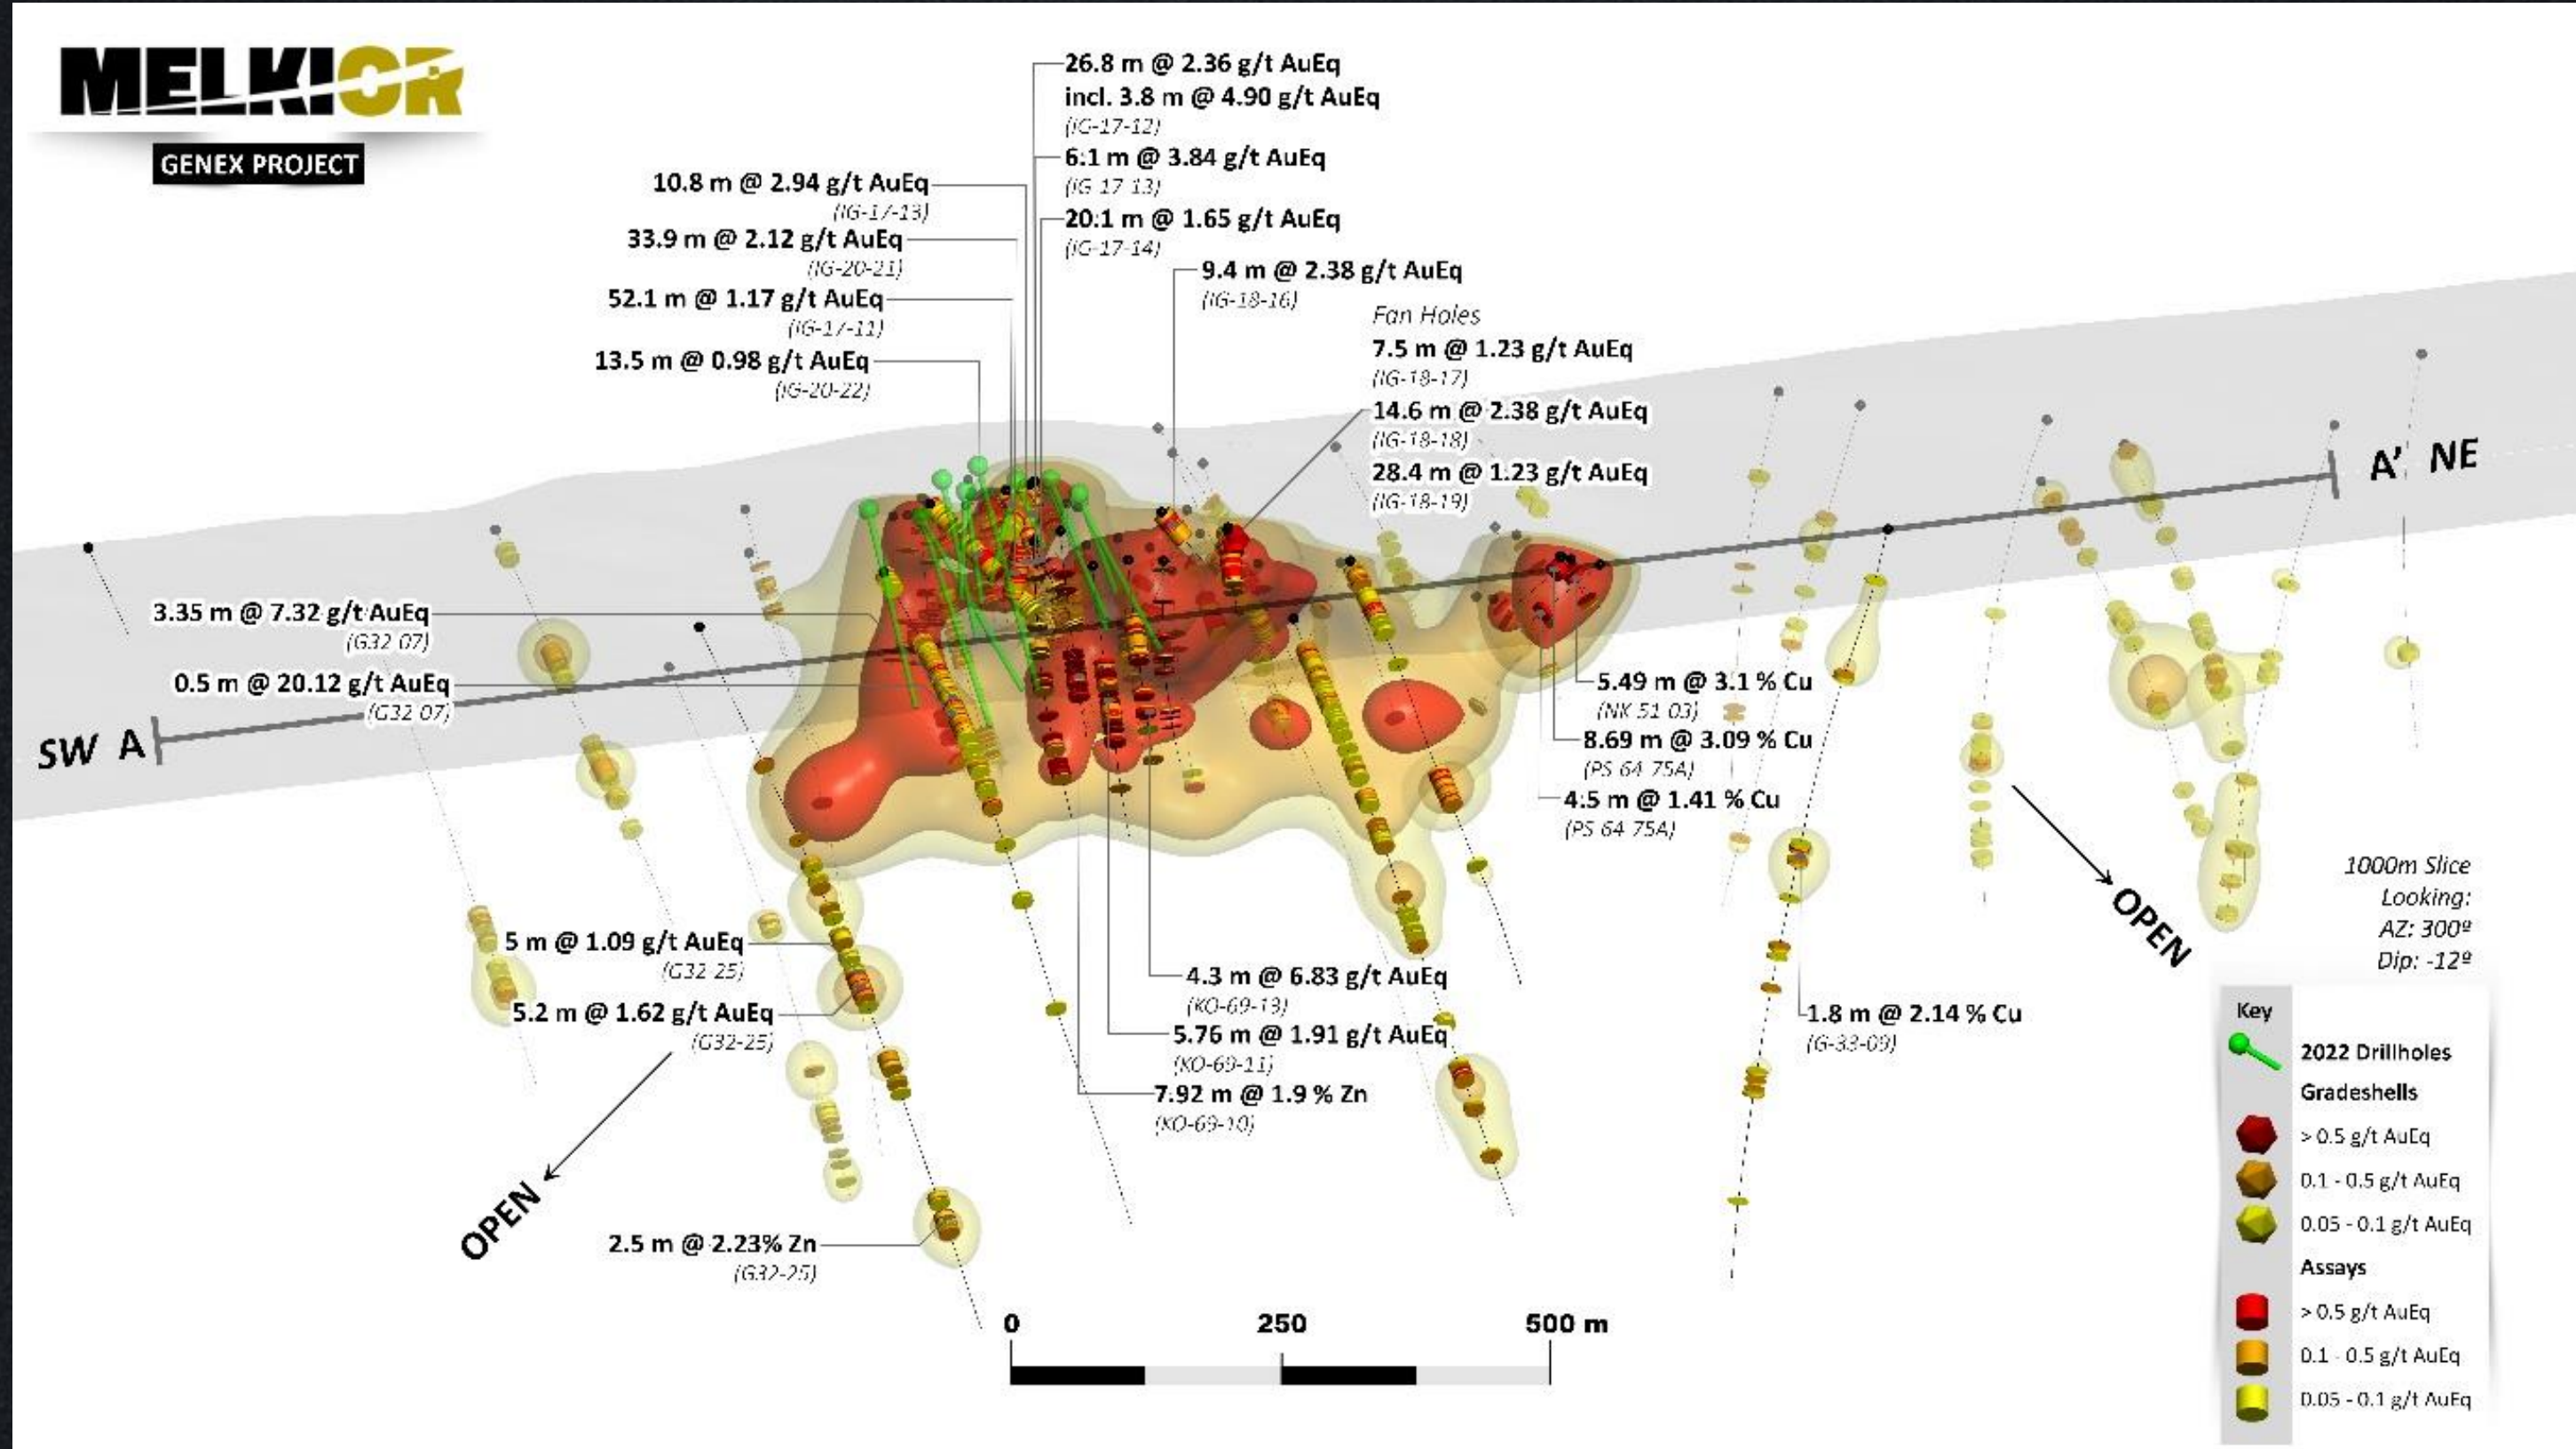 MELKIOR
GENEX PROJECT
26.8 m @ 2.36 g/t AuEq
incl. 3.8 m @ 4.90 g/t AuEq
(IG-17-12)
6.1 m @ 3.84 g/t AuEq
(IG-17-13)
20.1 m @ 1.65 g/t AuEq
(IG-17-14)
10.8 m @ 2.94 g/t AuEq
(IG-17-13)
33.9 m @ 2.12 g/t AuEq
(IG-20-21)
52.1 m @ 1.17 g/t AuEq
(IG-17-11)
13.5 m @ 0.98 g/t AuEq
(IG-20-22)
9.4 m @ 2.38 g/t AuEq
(IG-18-16)
Fan Holes
7.5 m @ 1.23 g/t AuEq
(IG-18-17)
14.6 m @ 2.38 g/t AuEq
(IG-18-18)
28.4 m @ 1.23 g/t AuEq
(IG-18-19)
A' NE
3.35 m @ 7.32 g/t AuEq
(G32-07)
0.5 m @ 20.12 g/t AuEq
(G32-07)
SW A
5.49 m @ 3.1 % Cu
(NK-51-03)
8.69 m @ 3.09 % Cu
(PS-64-75A)
4.5 m @ 1.41 % Cu
(PS-64-75A)
5 m @ 1.09 g/t AuEq
(G32-25)
5.2 m @ 1.62 g/t AuEq
(G32-25)
OPEN
2.5 m @ 2.23% Zn
(G32-25)
4.3 m @ 6.83 g/t AuEq
(KO-69-13)
5.76 m @ 1.91 g/t AuEq
(KO-69-11)
7.92 m @ 1.9 % Zn
(KO-69-10)
1.8 m @ 2.14 % Cu
(G-33-09)
OPEN
1000m Slice
Looking:
AZ: 300º
Dip: -12º
Key
2022 Drillholes
Gradeshells
> 0.5 g/t AuEq
0.1 - 0.5 g/t AuEq
0.05 - 0.1 g/t AuEq
Assays
> 0.5 g/t AuEq
0.1 - 0.5 g/t AuEq
0.05 - 0.1 g/t AuEq
0 250 500 m